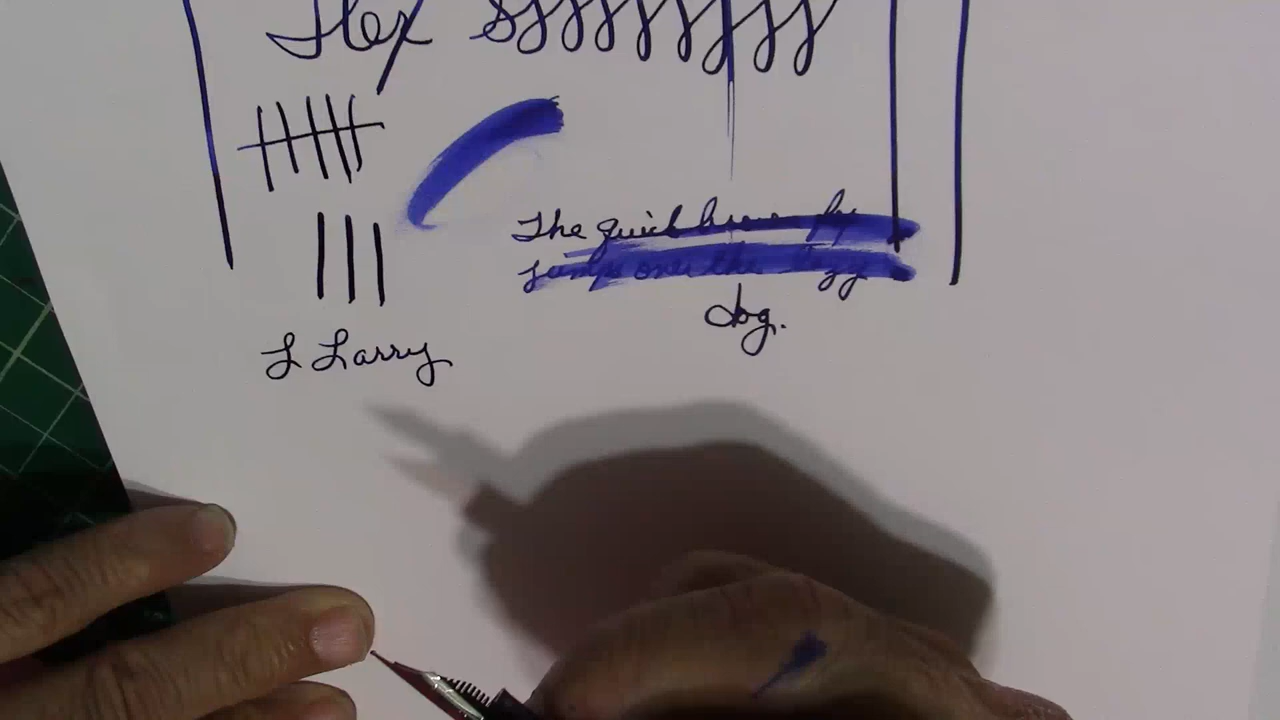 Flex
The quick brown fox
jumps over the lazy
dog.
L Larry